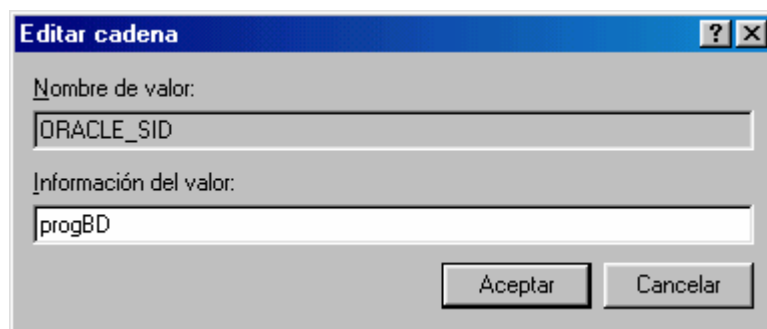 Editar cadena
Nombre de valor:
ORACLE_SID
Información del valor:
progBD
Aceptar Cancelar